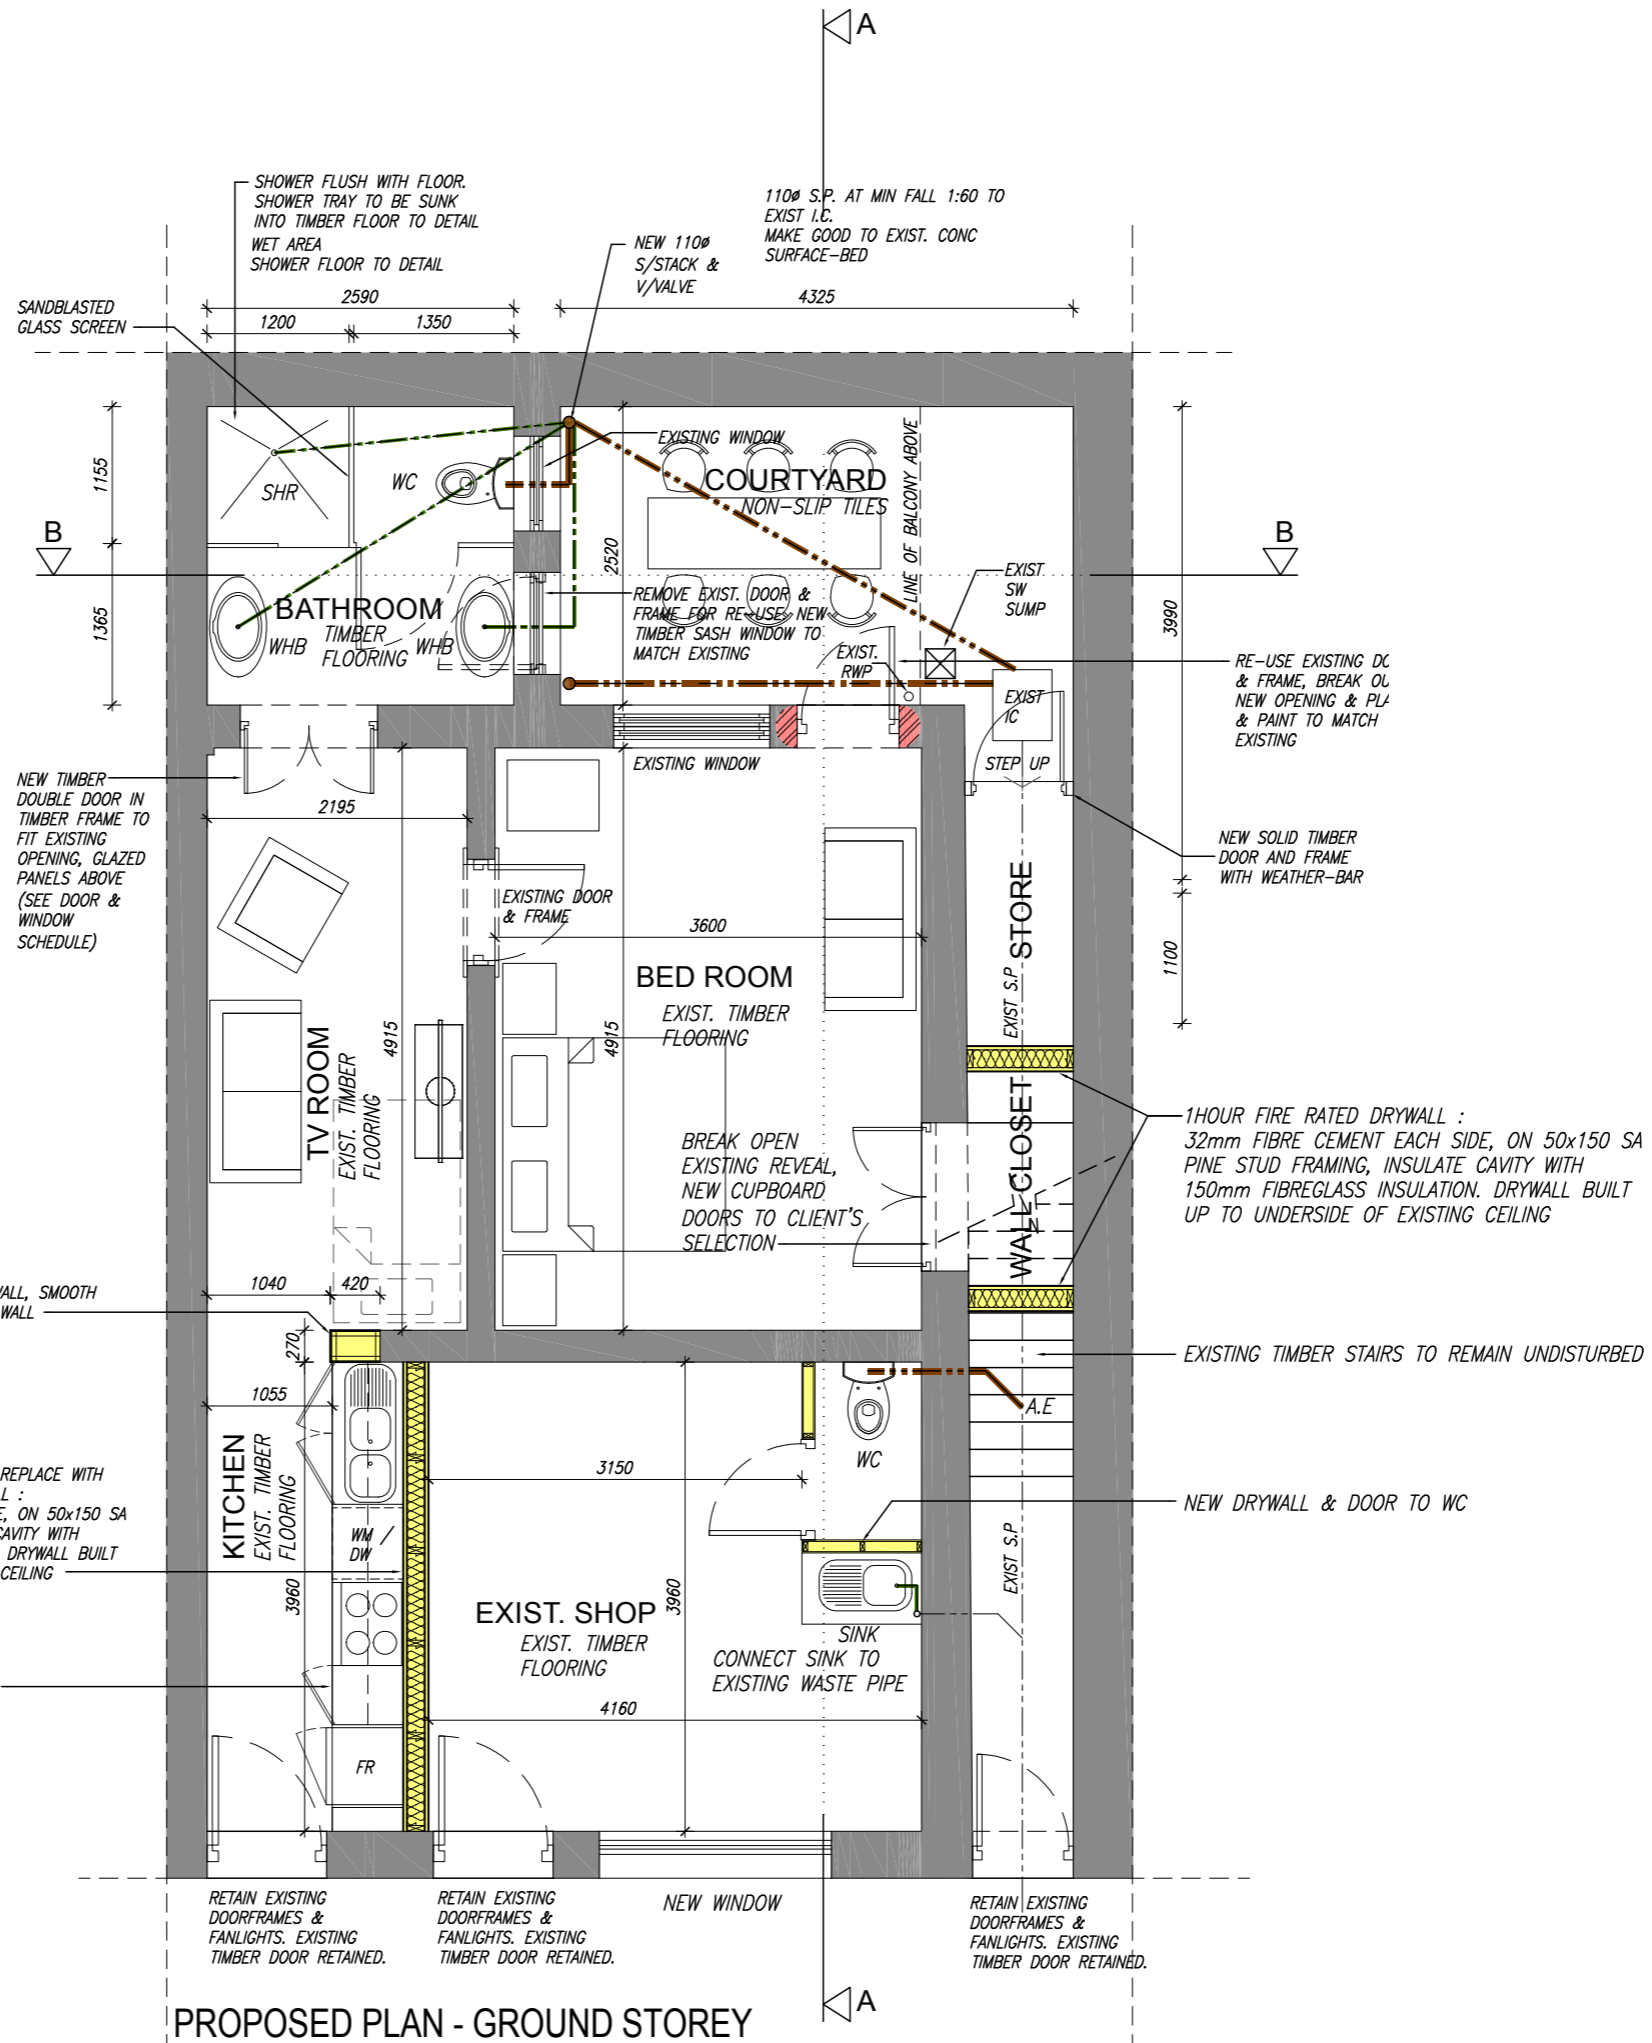 A
SHOWER FLUSH WITH FLOOR.
SHOWER TRAY TO BE SUNK
INTO TIMBER FLOOR TO DETAIL
WET AREA
SHOWER FLOOR TO DETAIL
NEW 110ø
S/STACK &
V/VALVE
110ø S.P. AT MIN FALL 1:60 TO
EXIST I.C.
MAKE GOOD TO EXIST. CONC
SURFACE-BED
SANDBLASTED
GLASS SCREEN
2590
4325
1200
1350
1155
SHR
WC
EXISTING WINDOW
COURTYARD
NON-SLIP TILES
LINE OF BALCONY ABOVE
2520
B
B
1365
BATHROOM
TIMBER
FLOORING
WHB
WHB
REMOVE EXIST. DOOR &
FRAME FOR RE-USE. NEW
TIMBER SASH WINDOW TO
MATCH EXISTING
EXIST
SW
SUMP
EXIST.
RWP
EXIST
IC
3990
RE-USE EXISTING DO
& FRAME, BREAK OU
NEW OPENING & PLA
& PAINT TO MATCH
EXISTING
STEP UP
EXISTING WINDOW
NEW TIMBER
DOUBLE DOOR IN
TIMBER FRAME TO
FIT EXISTING
OPENING, GLAZED
PANELS ABOVE
(SEE DOOR &
WINDOW
SCHEDULE)
2195
NEW SOLID TIMBER
DOOR AND FRAME
WITH WEATHER-BAR
EXISTING DOOR
& FRAME
3600
BED ROOM
EXIST. TIMBER
FLOORING
STORE
EXIST S.P
1100
TV ROOM
EXIST. TIMBER
FLOORING
4915
4915
BREAK OPEN
EXISTING REVEAL,
NEW CUPBOARD
DOORS TO CLIENT'S
SELECTION
WALL CLOSET
N
1HOUR FIRE RATED DRYWALL :
32mm FIBRE CEMENT EACH SIDE, ON 50x150 SA
PINE STUD FRAMING, INSULATE CAVITY WITH
150mm FIBREGLASS INSULATION. DRYWALL BUILT
UP TO UNDERSIDE OF EXISTING CEILING
1040
420
WALL, SMOOTH
WALL
270
EXISTING TIMBER STAIRS TO REMAIN UNDISTURBED
1055
A.E
KITCHEN
EXIST. TIMBER
FLOORING
3150
WC
REPLACE WITH
L :
E, ON 50x150 SA
CAVITY WITH
DRYWALL BUILT
CEILING
WM
DW
NEW DRYWALL & DOOR TO WC
EXIST S.P
3960
3960
EXIST. SHOP
EXIST. TIMBER
FLOORING
SINK
CONNECT SINK TO
EXISTING WASTE PIPE
4160
FR
RETAIN EXISTING
DOORFRAMES &
FANLIGHTS. EXISTING
TIMBER DOOR RETAINED.
RETAIN EXISTING
DOORFRAMES &
FANLIGHTS. EXISTING
TIMBER DOOR RETAINED.
NEW WINDOW
RETAIN EXISTING
DOORFRAMES &
FANLIGHTS. EXISTING
TIMBER DOOR RETAINED.
A
PROPOSED PLAN - GROUND STOREY